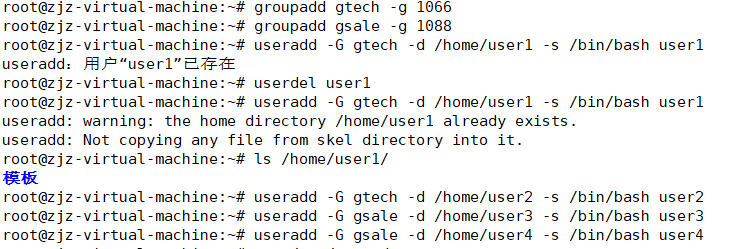 root@zjz-virtual-machine:~# groupadd gtech -g 1066
root@zjz-virtual-machine:~# groupadd gsale -g 1088
root@zjz-virtual-machine:~# useradd -G gtech -d /home/user1 -s /bin/bash user1
useradd：用户“user1”已存在
root@zjz-virtual-machine:~# userdel user1
root@zjz-virtual-machine:~# useradd -G gtech -d /home/user1 -s /bin/bash user1
useradd: warning: the home directory /home/user1 already exists.
useradd: Not copying any file from skel directory into it.
root@zjz-virtual-machine:~# ls /home/user1/
模板
root@zjz-virtual-machine:~# useradd -G gtech -d /home/user2 -s /bin/bash user2
root@zjz-virtual-machine:~# useradd -G gsale -d /home/user3 -s /bin/bash user3
root@zjz-virtual-machine:~# useradd -G gsale -d /home/user4 -s /bin/bash user4